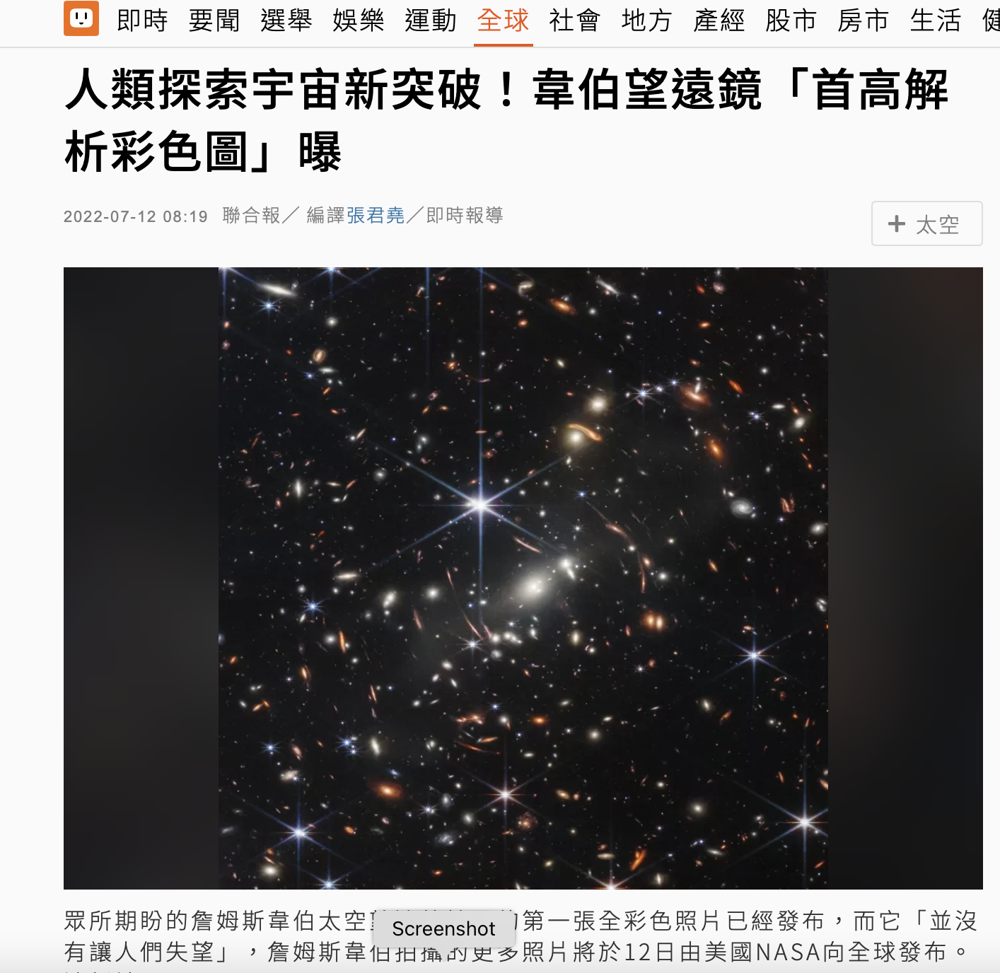 即時 要聞 選舉 娛樂 運動 全球 社會 地方 產經 股市 房市 生活
人類探索宇宙新突破！韋伯望遠鏡「首高解
析彩色圖」曝
2022-07-12 08:19 聯合報／ 編譯張君堯／即時報導
+ 太空
眾所期盼的詹姆斯韋伯太空 第一張全彩色照片已經發布，而它「並沒
Screenshot
有讓人們失望」，詹姆斯韋伯拍攝的更多照片將於12日由美國NASA向全球發布。